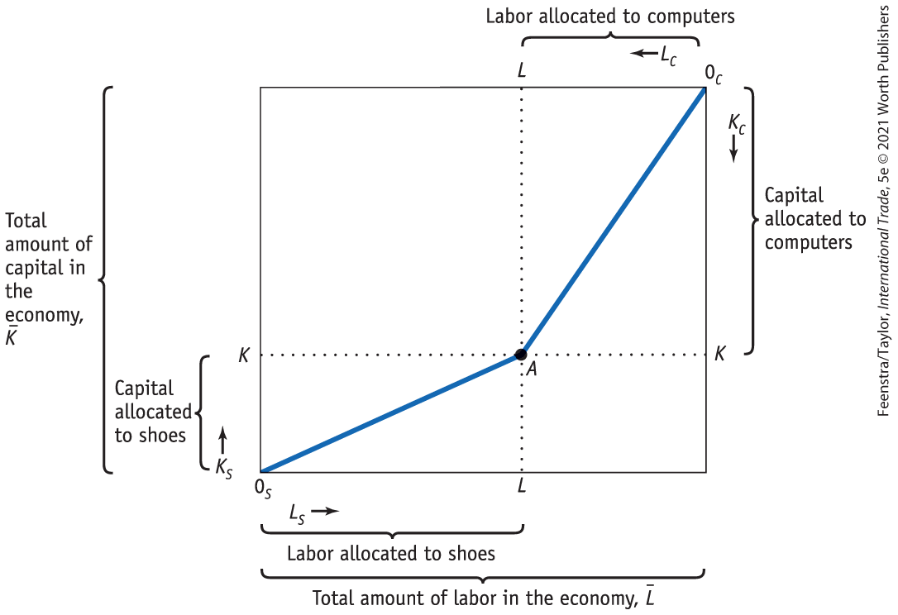 Labor allocated to computers
← L_C
L
0_C
K_C
↓
Capital
allocated to
computers
Total
amount of
capital in
the
economy,
K̄
K
K
A
Capital
allocated
to shoes
↑
K_S
0_S
L
L_S →
Labor allocated to shoes
Total amount of labor in the economy, L̄
Feenstra/Taylor, International Trade, 5e © 2021 Worth Publishers